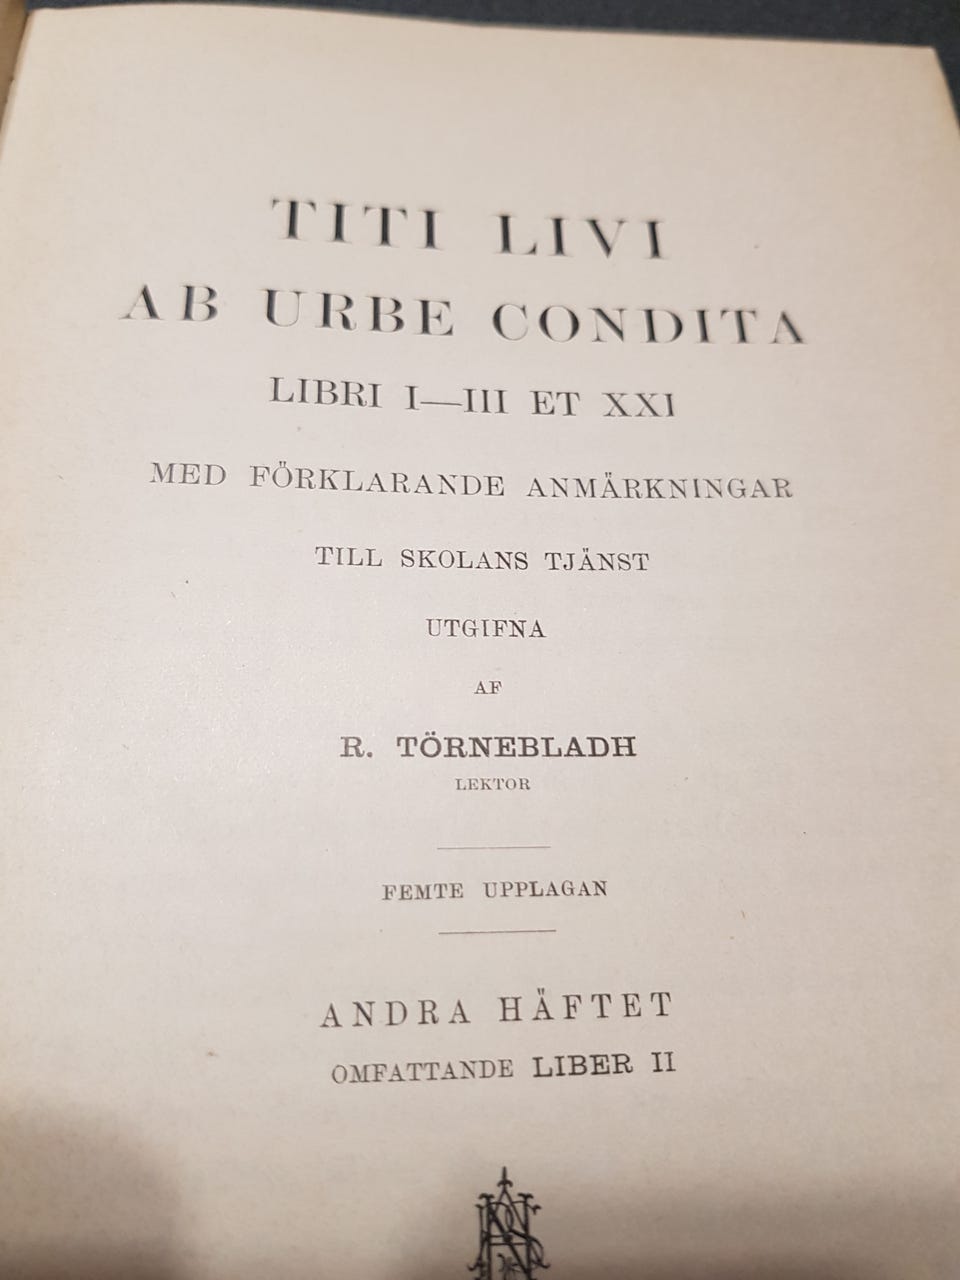 TITI LIVI
AB URBE CONDITA
LIBRI I—III ET XXI
MED FÖRKLARANDE ANMÄRKNINGAR
TILL SKOLANS TJÄNST
UTGIFNA
AF
R. TÖRNEBLADH
LEKTOR
FEMTE UPPLAGAN
ANDRA HÄFTET
OMFATTANDE LIBER II